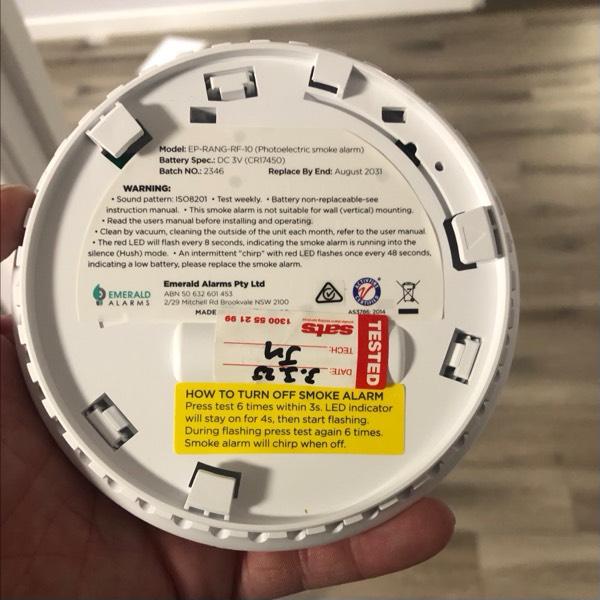 Model: EP-RANG-RF-10 (Photoelectric smoke alarm)
Battery Spec.: DC 3V (CR17450)
Batch NO.: 2346 Replace By End: August 2031
WARNING:
• Sound pattern: ISO8201 • Test weekly. • Battery non-replaceable-see
instruction manual. • This smoke alarm is not suitable for wall (vertical) mounting.
• Read the users manual before installing and operating.
• Clean by vacuum, cleaning the outside of the unit each month, refer to the user manual.
• The red LED will flash every 8 seconds, indicating the smoke alarm is running into the
silence (Hush) mode. • An intermittent "chirp" with red LED flashes once every 48 seconds,
indicating a low battery, please replace the smoke alarm.
EMERALD
ALARMS
Emerald Alarms Pty Ltd
ABN 50 632 601 453
2/29 Mitchell Rd Brookvale NSW 2100
MADE
AS3786: 2014
TESTED
sats
1300 55 21 99
TECH: JM
DATE:
HOW TO TURN OFF SMOKE ALARM
Press test 6 times within 3s. LED indicator
will stay on for 4s, then start flashing.
During flashing press test again 6 times.
Smoke alarm will chirp when off.